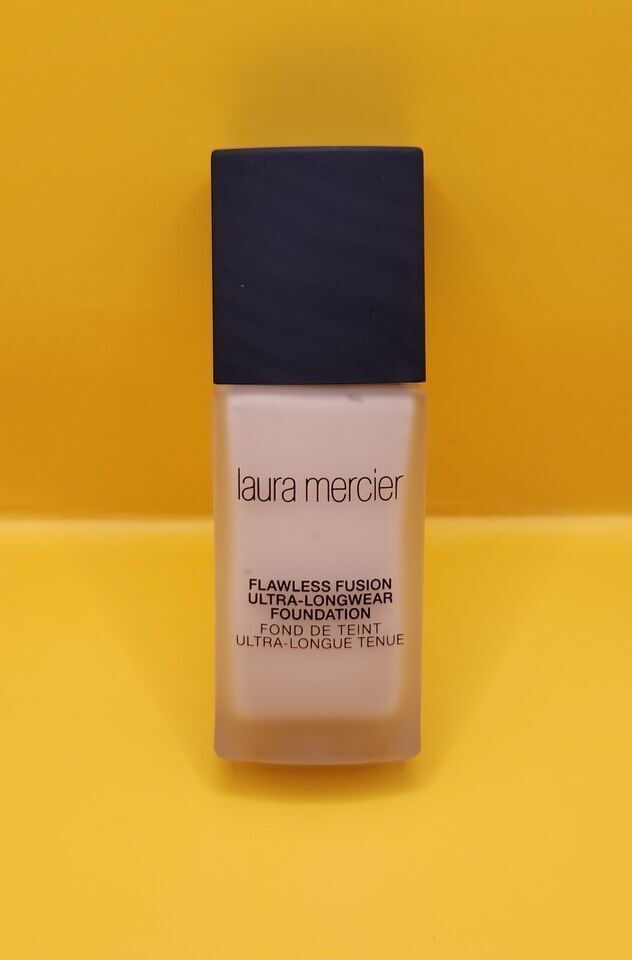 laura mercier
FLAWLESS FUSION
ULTRA-LONGWEAR
FOUNDATION
FOND DE TEINT
ULTRA-LONGUE TENUE